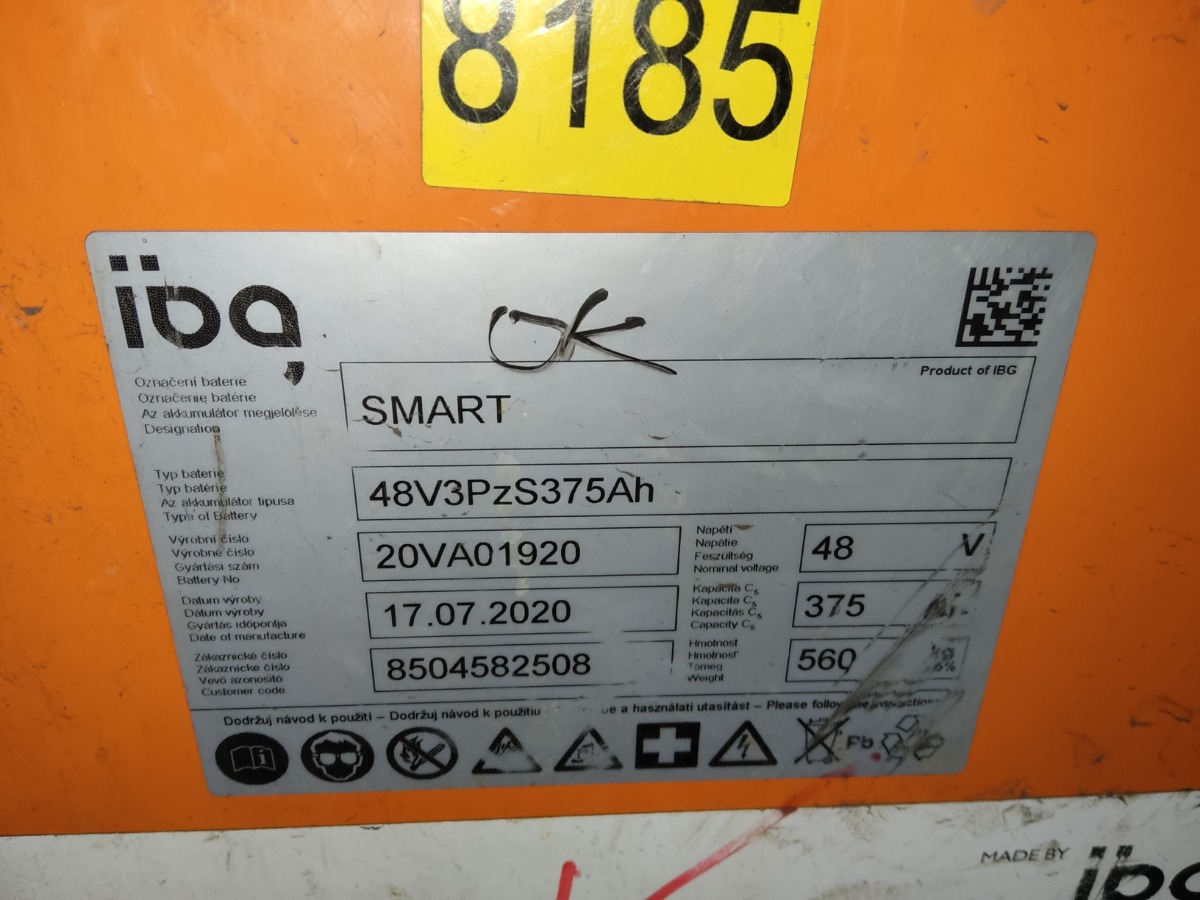 8185
ibg
OK
Product of IBG
Označení baterie
Označenie batérie
Az akkumulátor megjelölése
Designation
SMART
Typ baterie
Typ batérie
Az akkumulátor típusa
Type of Battery
48V3PzS375Ah
Výrobní číslo
Výrobné číslo
Gyártási szám
Battery No
20VA01920
Napětí
Napätie
Feszültség
Nominal voltage
48 V
Datum výroby
Dátum výroby
Gyártás időpontja
Date of manufacture
17.07.2020
Kapacita C5
Kapacita C5
Kapacitás C5
Capacity C5
375
Zákaznické číslo
Zákaznícke číslo
Vevő azonosító
Customer code
8504582508
Hmotnost
Hmotnosť
Tömeg
Weight
560 kg
Dodržuj návod k použití – Dodržuj návod k použitiu a használati utasítást – Please follow
Pb
MADE BY
ibg